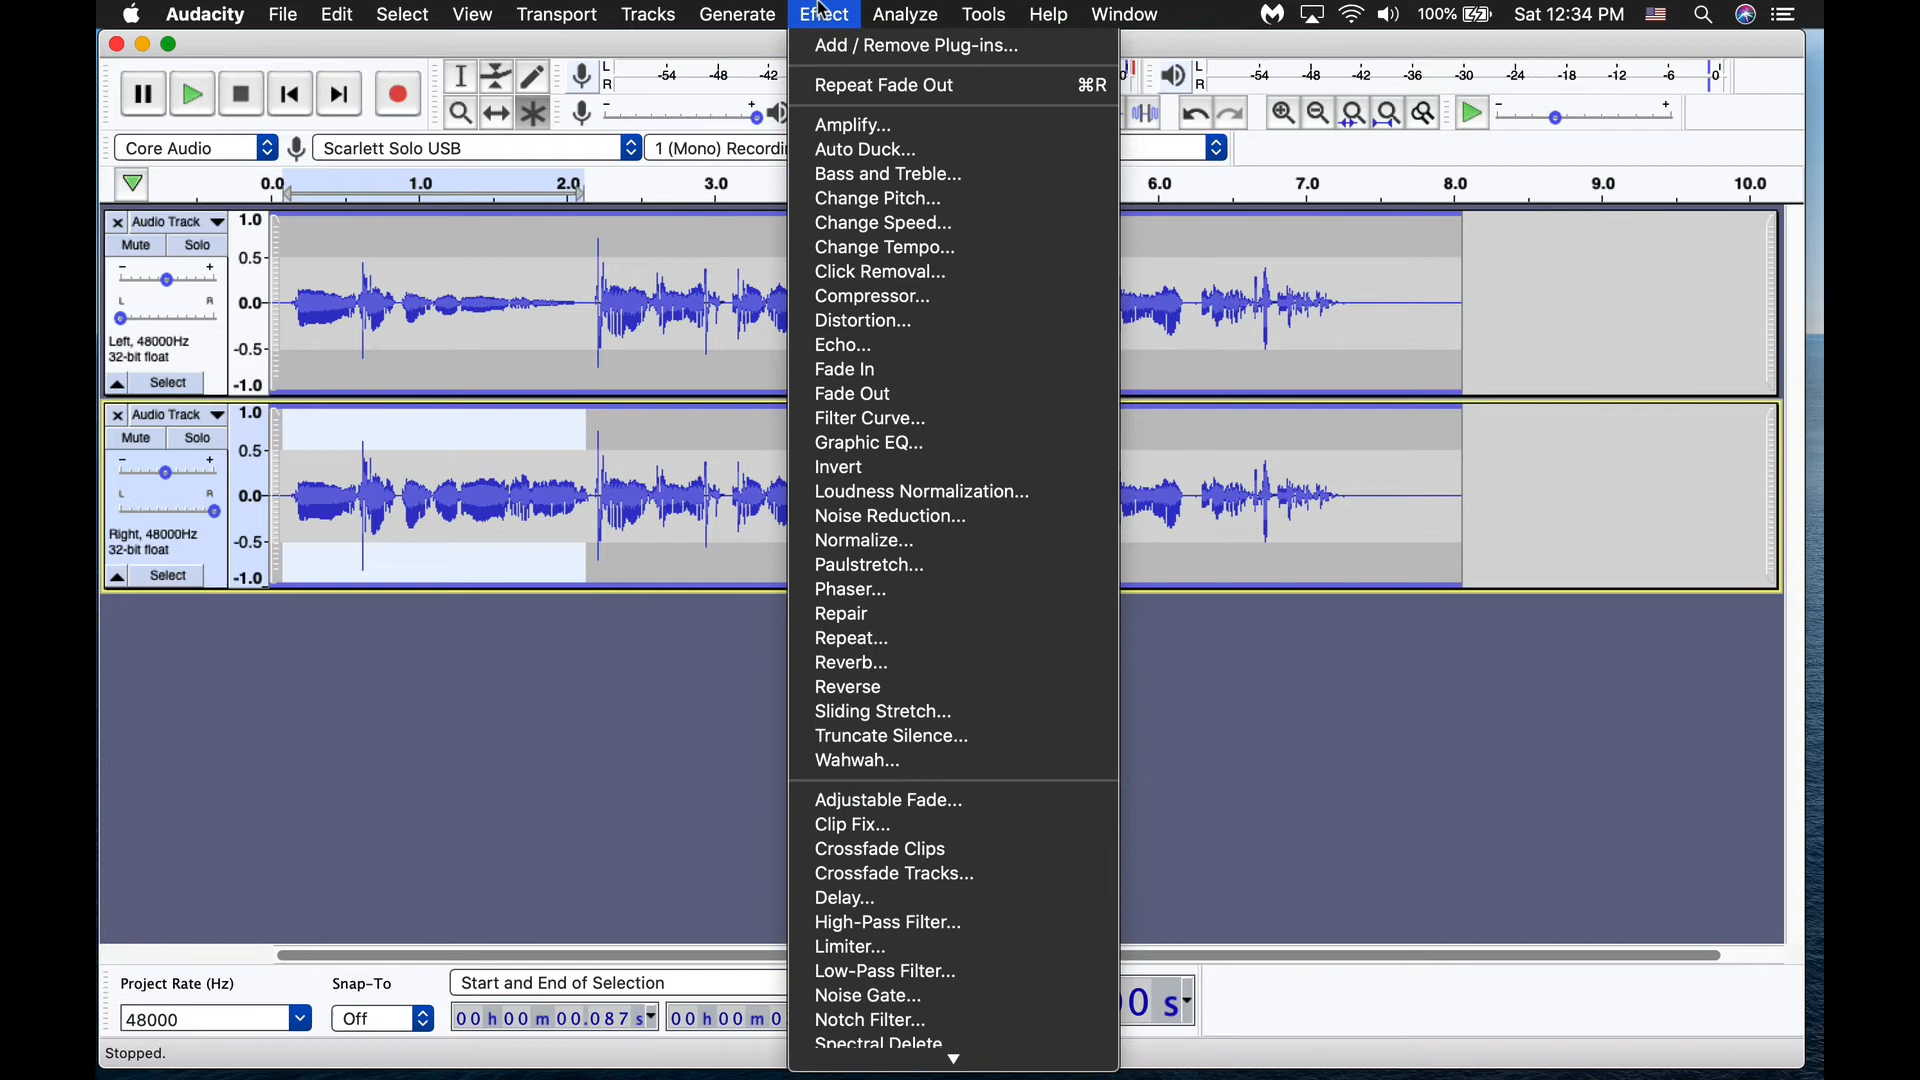 Audacity File Edit Select View Transport Tracks Generate Effect Analyze Tools Help Window 100% Sat 12:34 PM
Add / Remove Plug-ins...
Repeat Fade Out ⌘R
Amplify...
Auto Duck...
Bass and Treble...
Change Pitch...
Change Speed...
Change Tempo...
Click Removal...
Compressor...
Distortion...
Echo...
Fade In
Fade Out
Filter Curve...
Graphic EQ...
Invert
Loudness Normalization...
Noise Reduction...
Normalize...
Paulstretch...
Phaser...
Repair
Repeat...
Reverb...
Reverse
Sliding Stretch...
Truncate Silence...
Wahwah...
Adjustable Fade...
Clip Fix...
Crossfade Clips
Crossfade Tracks...
Delay...
High-Pass Filter...
Limiter...
Low-Pass Filter...
Noise Gate...
Notch Filter...
Spectral Delete
L
R
-54 -48 -42
L
R
-54 -48 -42 -36 -30 -24 -18 -12 -6 0
- +
- +
Core Audio Scarlett Solo USB 1 (Mono) Recordi
0.0 1.0 2.0 3.0 6.0 7.0 8.0 9.0 10.0
Audio Track
Mute Solo
- +
L R
Left, 48000Hz
32-bit float
Select
1.0
0.5
0.0
-0.5
-1.0
Audio Track
Mute Solo
- +
L R
Right, 48000Hz
32-bit float
Select
1.0
0.5
0.0
-0.5
-1.0
Project Rate (Hz) Snap-To Start and End of Selection
48000 Off 00 h 00 m 00.087 s 00 h 00 m 0
0 s
Stopped.